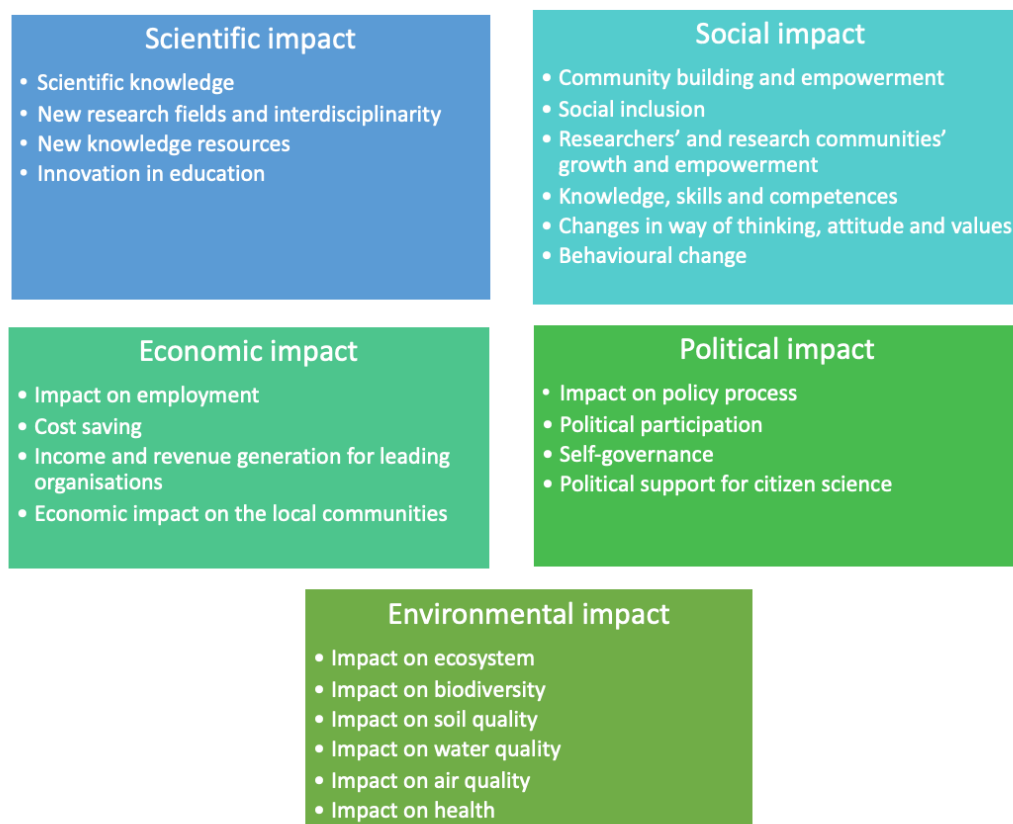 Scientific impact
• Scientific knowledge
• New research fields and interdisciplinarity
• New knowledge resources
• Innovation in education
Social impact
• Community building and empowerment
• Social inclusion
• Researchers’ and research communities’
growth and empowerment
• Knowledge, skills and competences
• Changes in way of thinking, attitude and values
• Behavioural change
Economic impact
• Impact on employment
• Cost saving
• Income and revenue generation for leading
organisations
• Economic impact on the local communities
Political impact
• Impact on policy process
• Political participation
• Self-governance
• Political support for citizen science
Environmental impact
• Impact on ecosystem
• Impact on biodiversity
• Impact on soil quality
• Impact on water quality
• Impact on air quality
• Impact on health